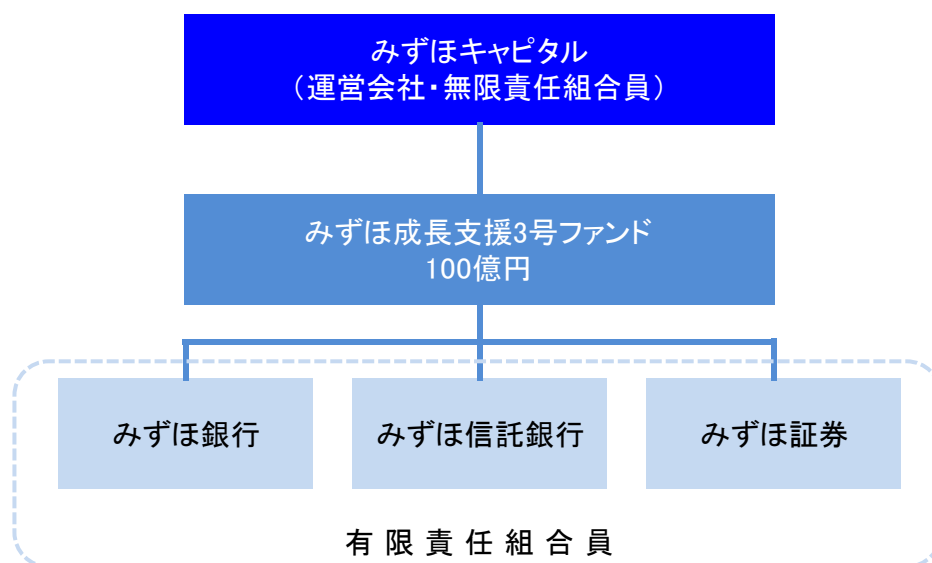 みずほキャピタル
（運営会社・無限責任組合員）
みずほ成長支援3号ファンド
100億円
みずほ銀行
みずほ信託銀行
みずほ証券
有限責任組合員